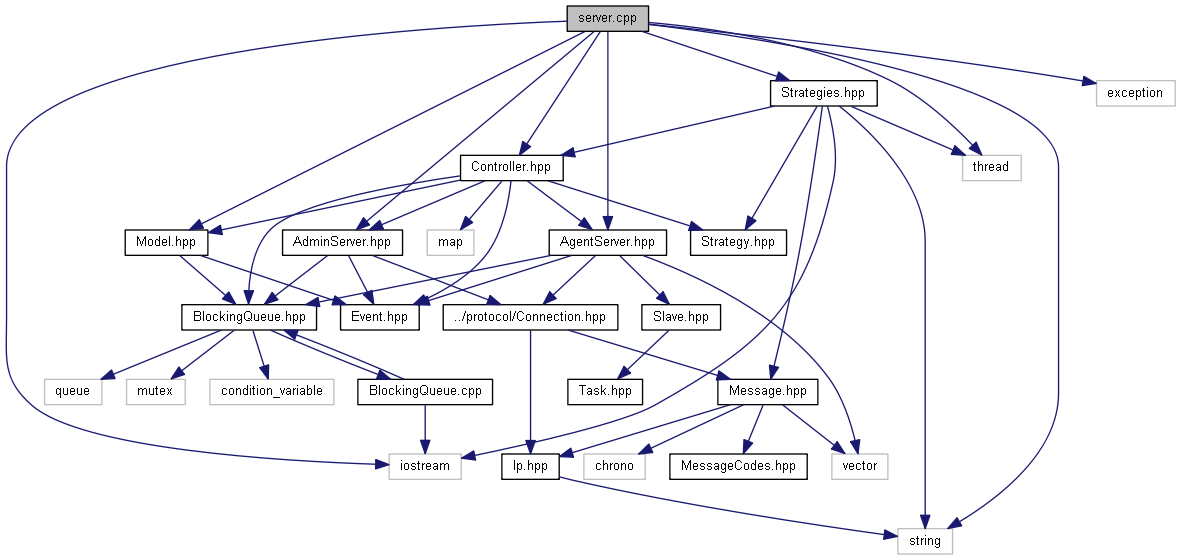 server.cpp
Strategies.hpp
exception
Controller.hpp
thread
Model.hpp
AdminServer.hpp
map
AgentServer.hpp
Strategy.hpp
BlockingQueue.hpp
Event.hpp
../protocol/Connection.hpp
Slave.hpp
queue
mutex
condition_variable
BlockingQueue.cpp
Task.hpp
Message.hpp
iostream
Ip.hpp
chrono
MessageCodes.hpp
vector
string